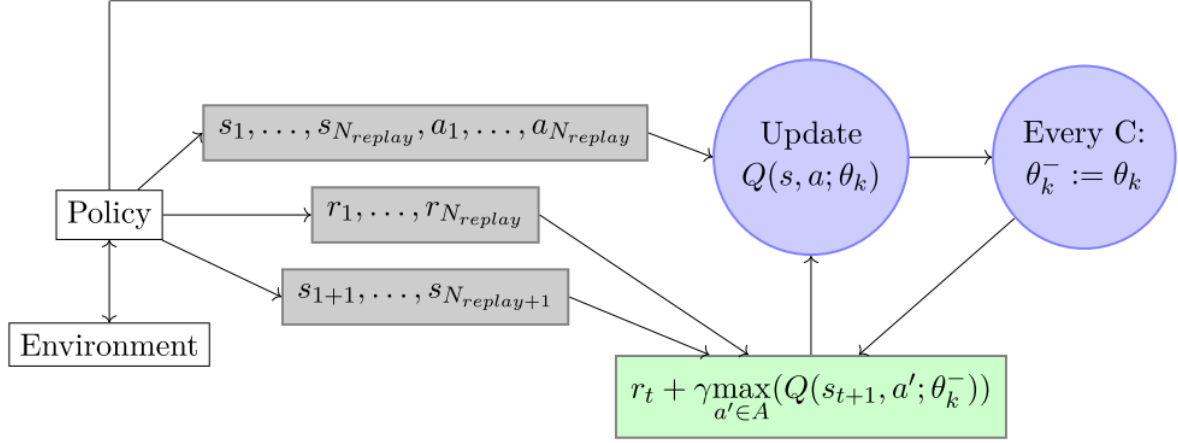 s_1, . . . , s_{N_{replay}}, a_1, . . . , a_{N_{replay}}
Update
Q(s, a; θ_k)
Every C:
θ_k^- := θ_k
Policy
r_1, . . . , r_{N_{replay}}
s_{1+1}, . . . , s_{N_{replay+1}}
Environment
r_t + γ max_{a'∈A}(Q(s_{t+1}, a'; θ_k^-))